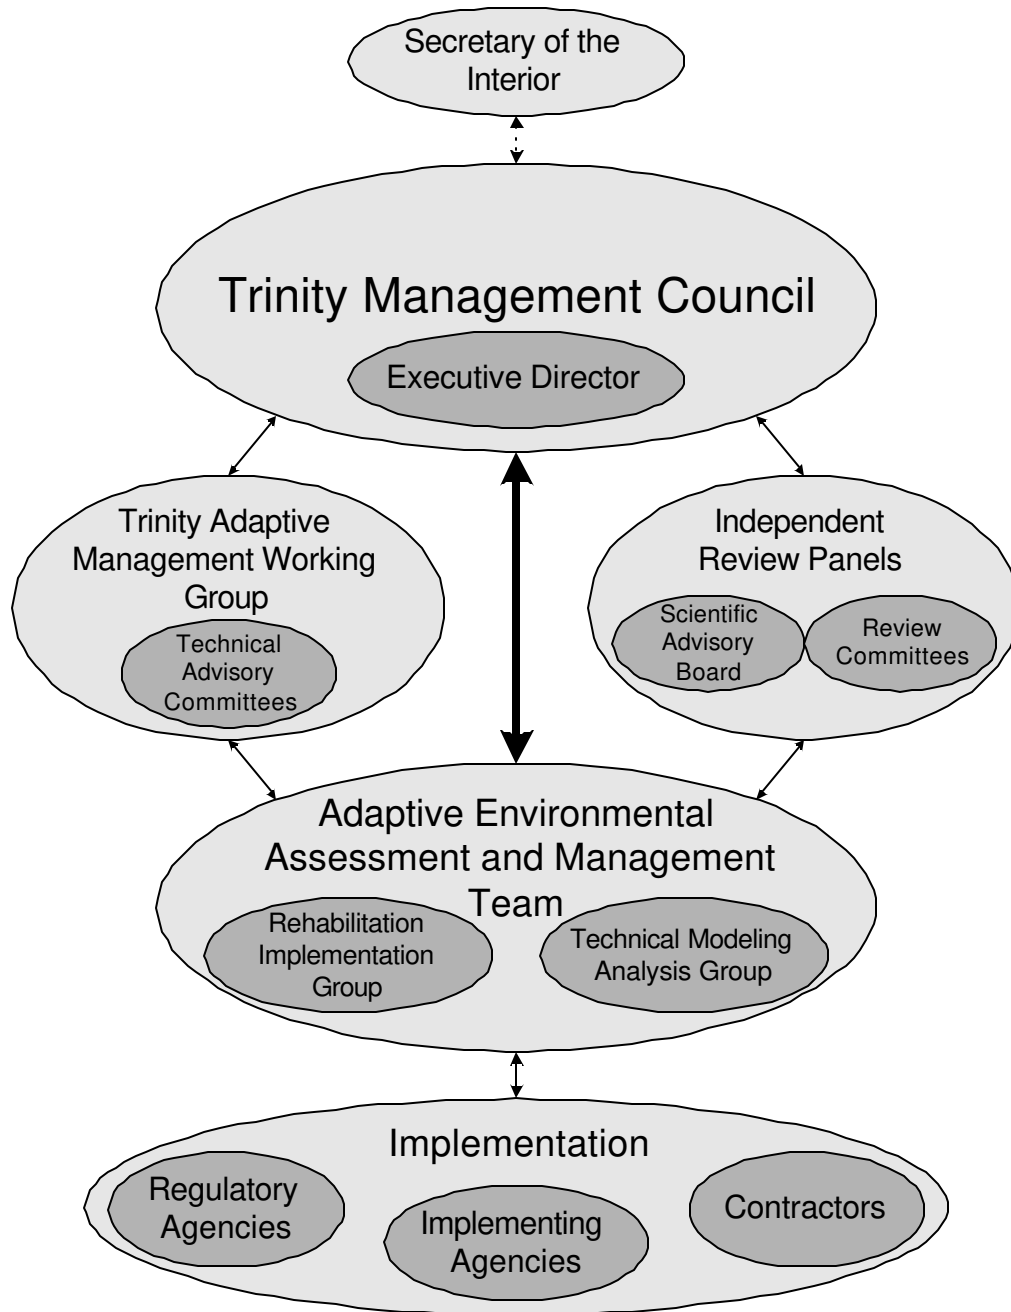 Secretary of the
Interior
Trinity Management Council
Executive Director
Trinity Adaptive
Management Working
Group
Technical
Advisory
Committees
Independent
Review Panels
Scientific
Advisory
Board
Review
Committees
Adaptive Environmental
Assessment and Management
Team
Rehabilitation
Implementation
Group
Technical Modeling
Analysis Group
Implementation
Regulatory
Agencies
Implementing
Agencies
Contractors